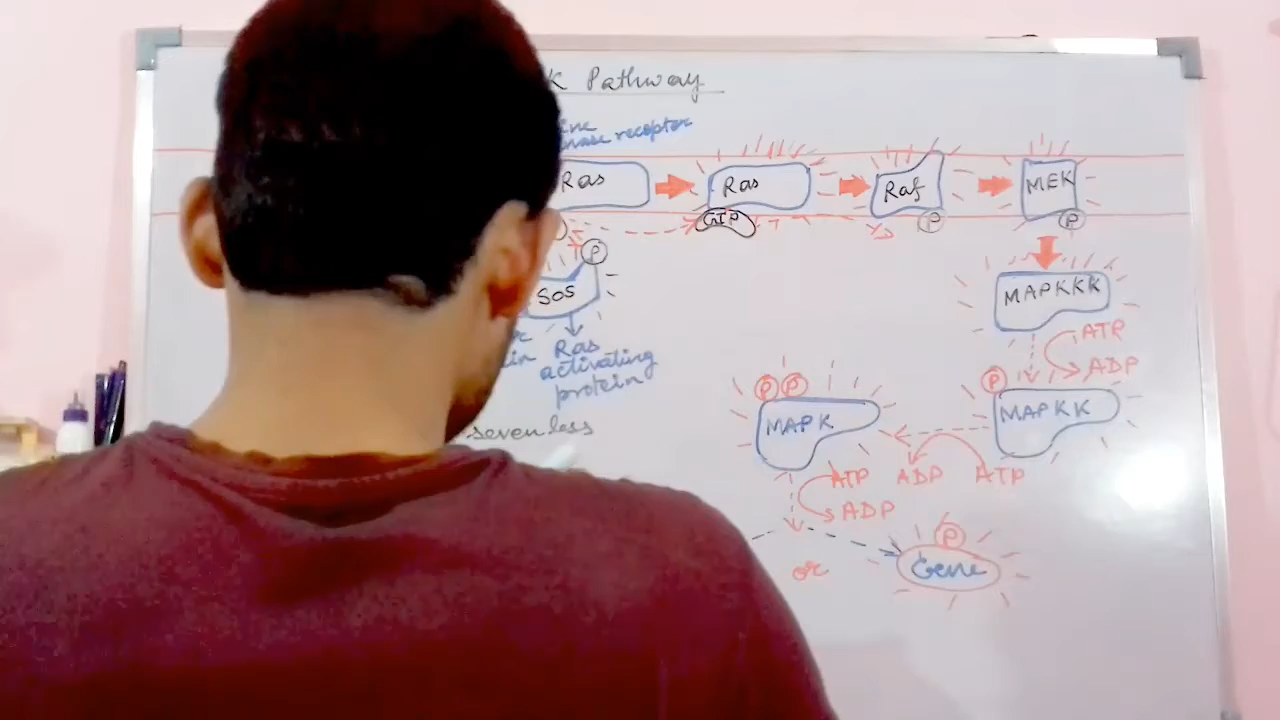 K Pathway
receptor
Ras
Ras
Raf
MEK
GTP
P
P
P
SOS
MAPKKK
ATP
ADP
Ras
activating
protein
P
P
P
MAPKK
MAPK
sevenless
ATP
ADP
ATP
ADP
P
or
Gene